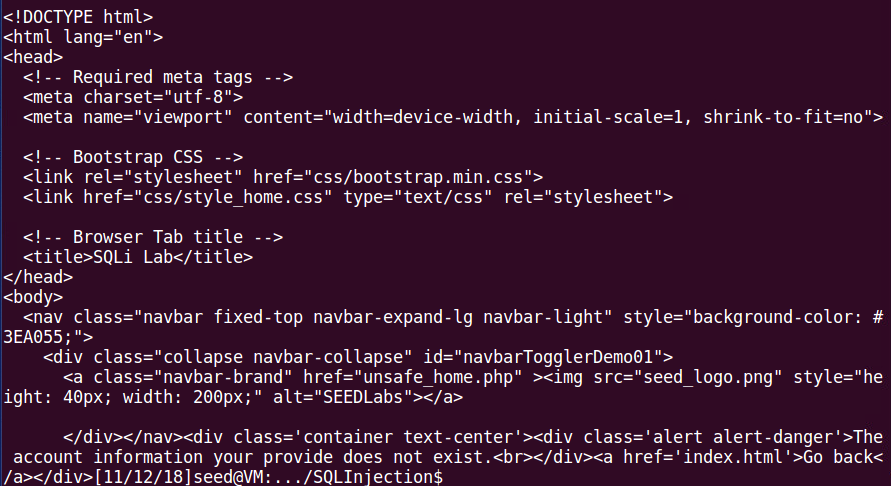 <!DOCTYPE html>
<html lang="en">
<head>
  <!-- Required meta tags -->
  <meta charset="utf-8">
  <meta name="viewport" content="width=device-width, initial-scale=1, shrink-to-fit=no">

  <!-- Bootstrap CSS -->
  <link rel="stylesheet" href="css/bootstrap.min.css">
  <link href="css/style_home.css" type="text/css" rel="stylesheet">

  <!-- Browser Tab title -->
  <title>SQLi Lab</title>
</head>
<body>
  <nav class="navbar fixed-top navbar-expand-lg navbar-light" style="background-color: #
3EA055;">
    <div class="collapse navbar-collapse" id="navbarTogglerDemo01">
      <a class="navbar-brand" href="unsafe_home.php" ><img src="seed_logo.png" style="he
ight: 40px; width: 200px;" alt="SEEDLabs"></a>

      </div></nav><div class='container text-center'><div class='alert alert-danger'>The
 account information your provide does not exist.<br></div><a href='index.html'>Go back<
/a></div>[11/12/18]seed@VM:.../SQLInjection$